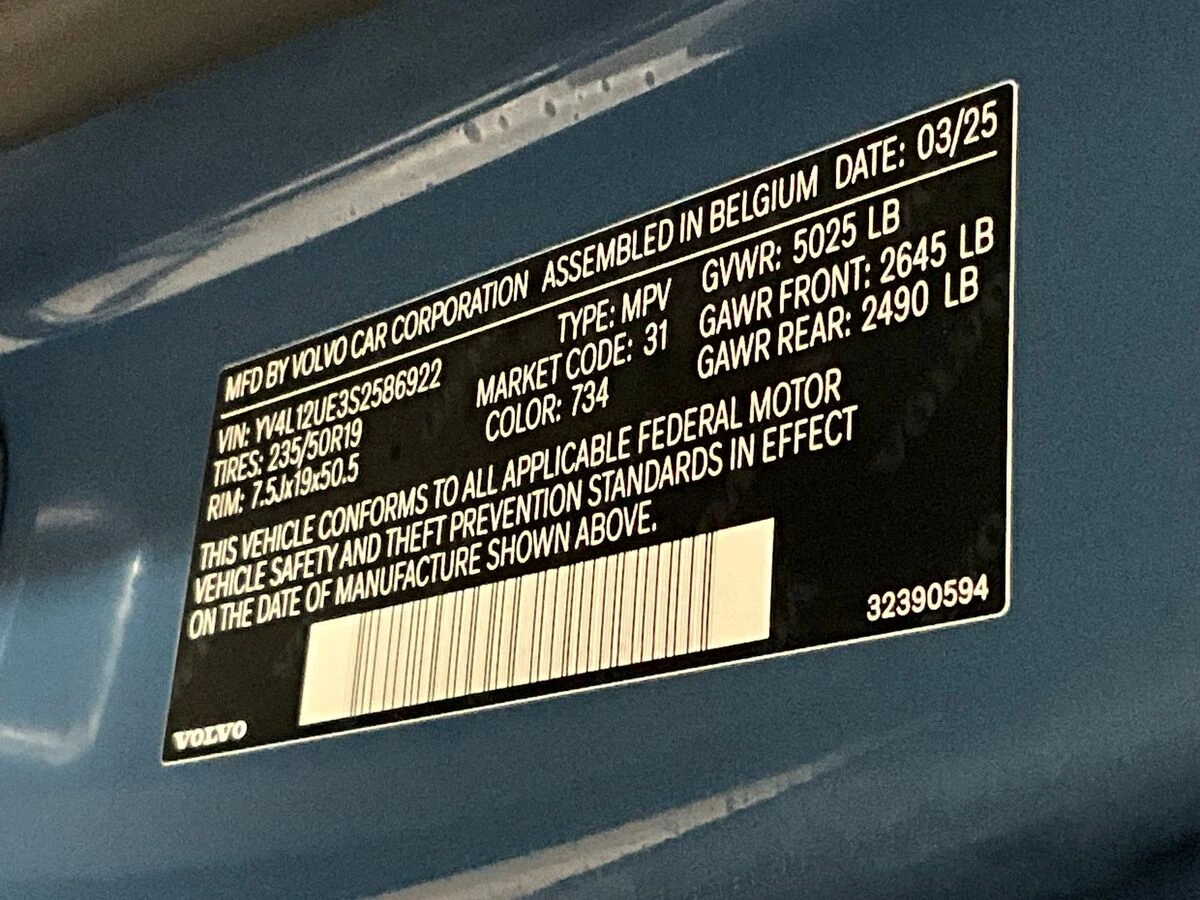 MFD BY VOLVO CAR CORPORATION ASSEMBLED IN BELGIUM DATE: 03/25
VIN: YV4L12UE3S2586922 TYPE: MPV GVWR: 5025 LB
TIRES: 235/50R19 MARKET CODE: 31 GAWR FRONT: 2645 LB
RIM: 7.5Jx19x50.5 COLOR: 734 GAWR REAR: 2490 LB
THIS VEHICLE CONFORMS TO ALL APPLICABLE FEDERAL MOTOR
VEHICLE SAFETY AND THEFT PREVENTION STANDARDS IN EFFECT
ON THE DATE OF MANUFACTURE SHOWN ABOVE.
32390594
VOLVO